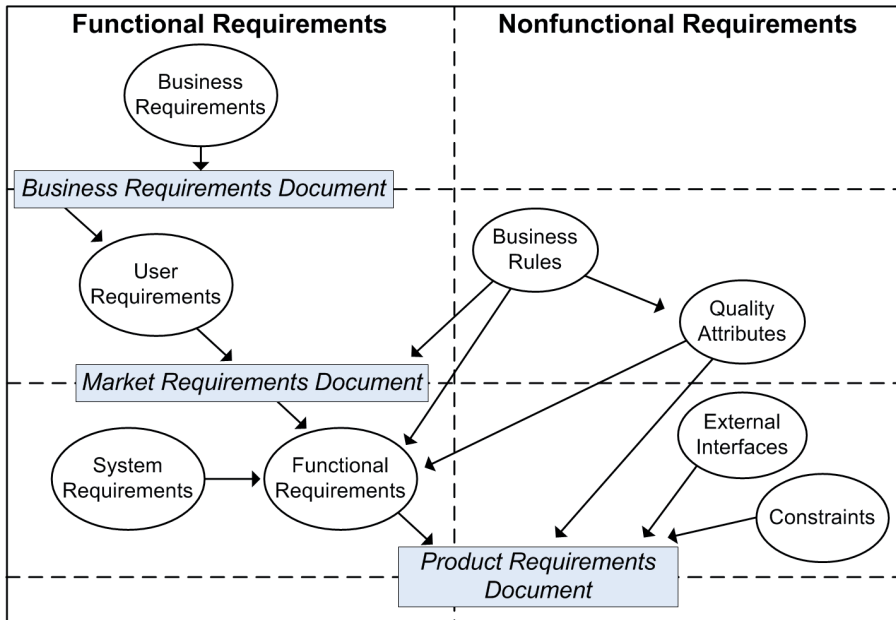 Functional Requirements
Nonfunctional Requirements
Business
Requirements
Business Requirements Document
User
Requirements
Business
Rules
Quality
Attributes
Market Requirements Document
System
Requirements
Functional
Requirements
External
Interfaces
Constraints
Product Requirements
Document